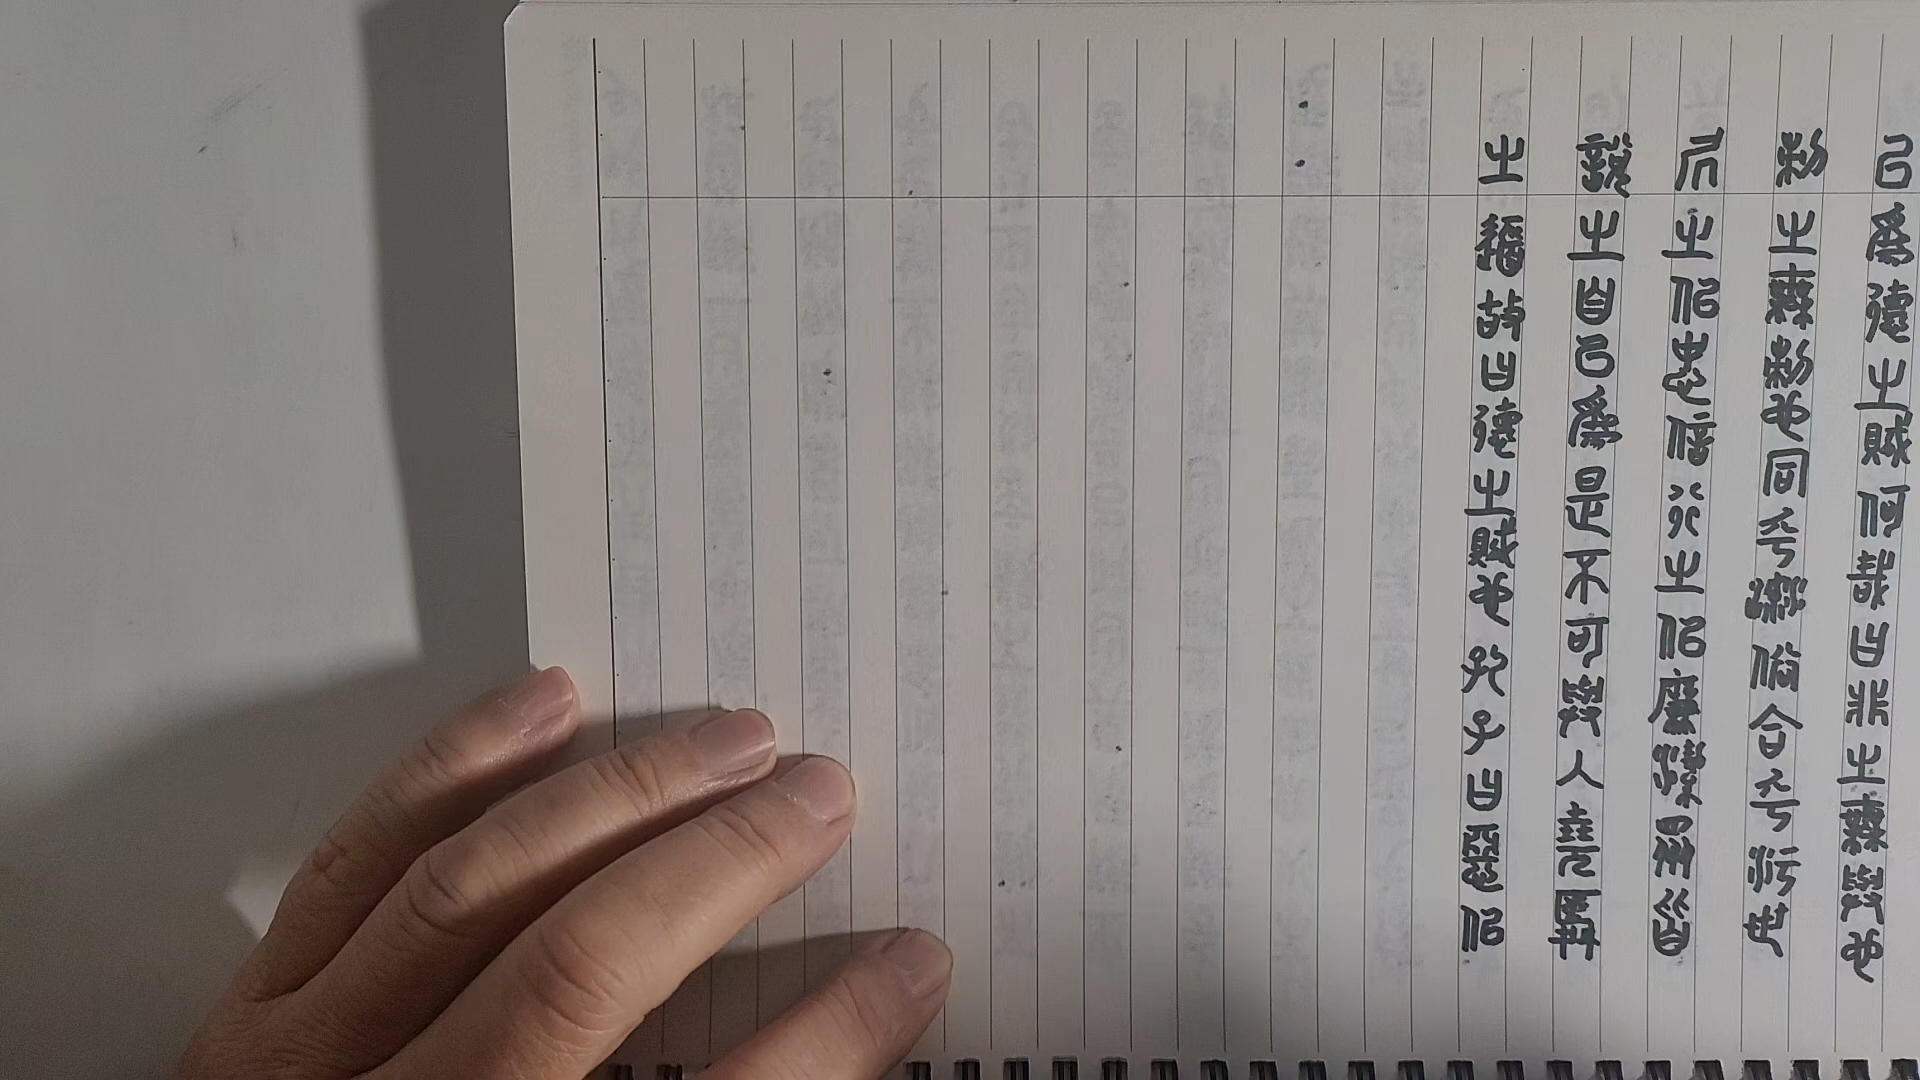 以為德之賊何哉曰非之無舉也
刺之無刺也同乎流俗合乎汙世
居之似忠信行之似廉潔眾皆
說之自以為是不可與入堯舜
之道故曰德之賊也孔子曰惡似